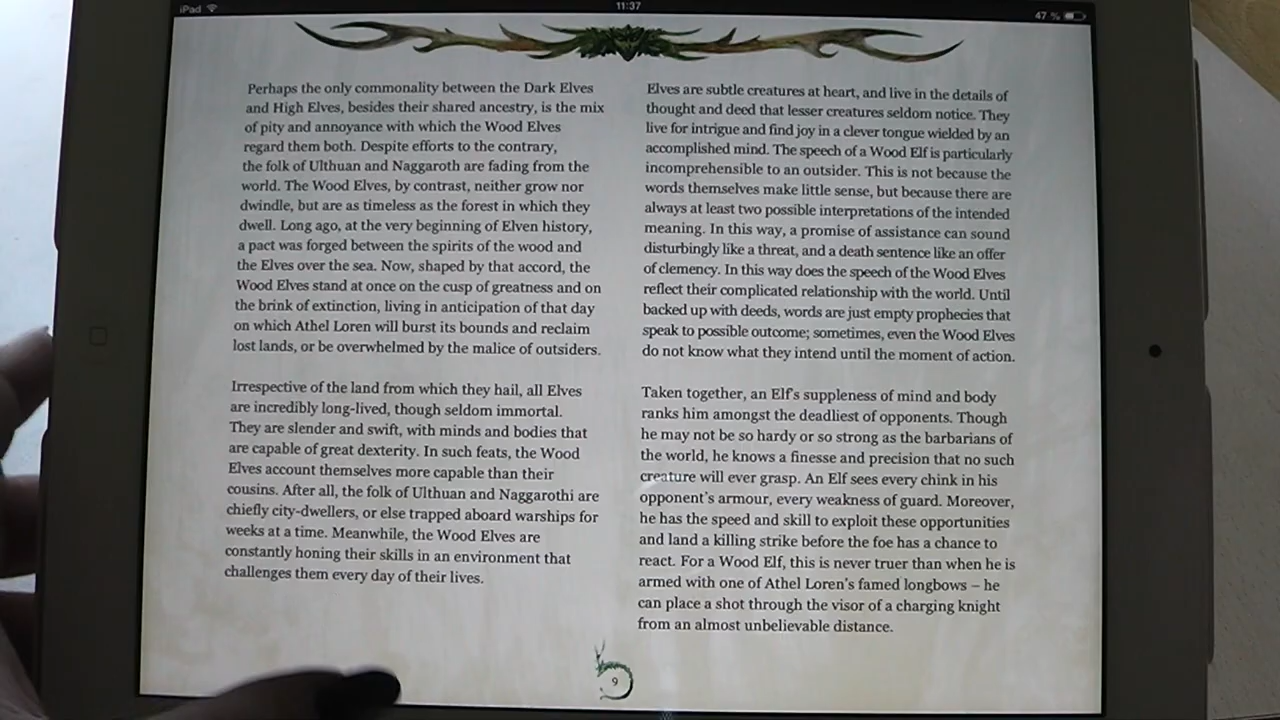 iPad
11:37
47 %
Perhaps the only commonality between the Dark Elves
and High Elves, besides their shared ancestry, is the mix
of pity and annoyance with which the Wood Elves
regard them both. Despite efforts to the contrary,
the folk of Ulthuan and Naggaroth are fading from the
world. The Wood Elves, by contrast, neither grow nor
dwindle, but are as timeless as the forest in which they
dwell. Long ago, at the very beginning of Elven history,
a pact was forged between the spirits of the wood and
the Elves over the sea. Now, shaped by that accord, the
Wood Elves stand at once on the cusp of greatness and on
the brink of extinction, living in anticipation of that day
on which Athel Loren will burst its bounds and reclaim
lost lands, or be overwhelmed by the malice of outsiders.
Irrespective of the land from which they hail, all Elves
are incredibly long-lived, though seldom immortal.
They are slender and swift, with minds and bodies that
are capable of great dexterity. In such feats, the Wood
Elves account themselves more capable than their
cousins. After all, the folk of Ulthuan and Naggarothi are
chiefly city-dwellers, or else trapped aboard warships for
weeks at a time. Meanwhile, the Wood Elves are
constantly honing their skills in an environment that
challenges them every day of their lives.
Elves are subtle creatures at heart, and live in the details of
thought and deed that lesser creatures seldom notice. They
live for intrigue and find joy in a clever tongue wielded by an
accomplished mind. The speech of a Wood Elf is particularly
incomprehensible to an outsider. This is not because the
words themselves make little sense, but because there are
always at least two possible interpretations of the intended
meaning. In this way, a promise of assistance can sound
disturbingly like a threat, and a death sentence like an offer
of clemency. In this way does the speech of the Wood Elves
reflect their complicated relationship with the world. Until
backed up with deeds, words are just empty prophecies that
speak to possible outcome; sometimes, even the Wood Elves
do not know what they intend until the moment of action.
Taken together, an Elf's suppleness of mind and body
ranks him amongst the deadliest of opponents. Though
he may not be so hardy or so strong as the barbarians of
the world, he knows a finesse and precision that no such
creature will ever grasp. An Elf sees every chink in his
opponent's armour, every weakness of guard. Moreover,
he has the speed and skill to exploit these opportunities
and land a killing strike before the foe has a chance to
react. For a Wood Elf, this is never truer than when he is
armed with one of Athel Loren's famed longbows – he
can place a shot through the visor of a charging knight
from an almost unbelievable distance.
9